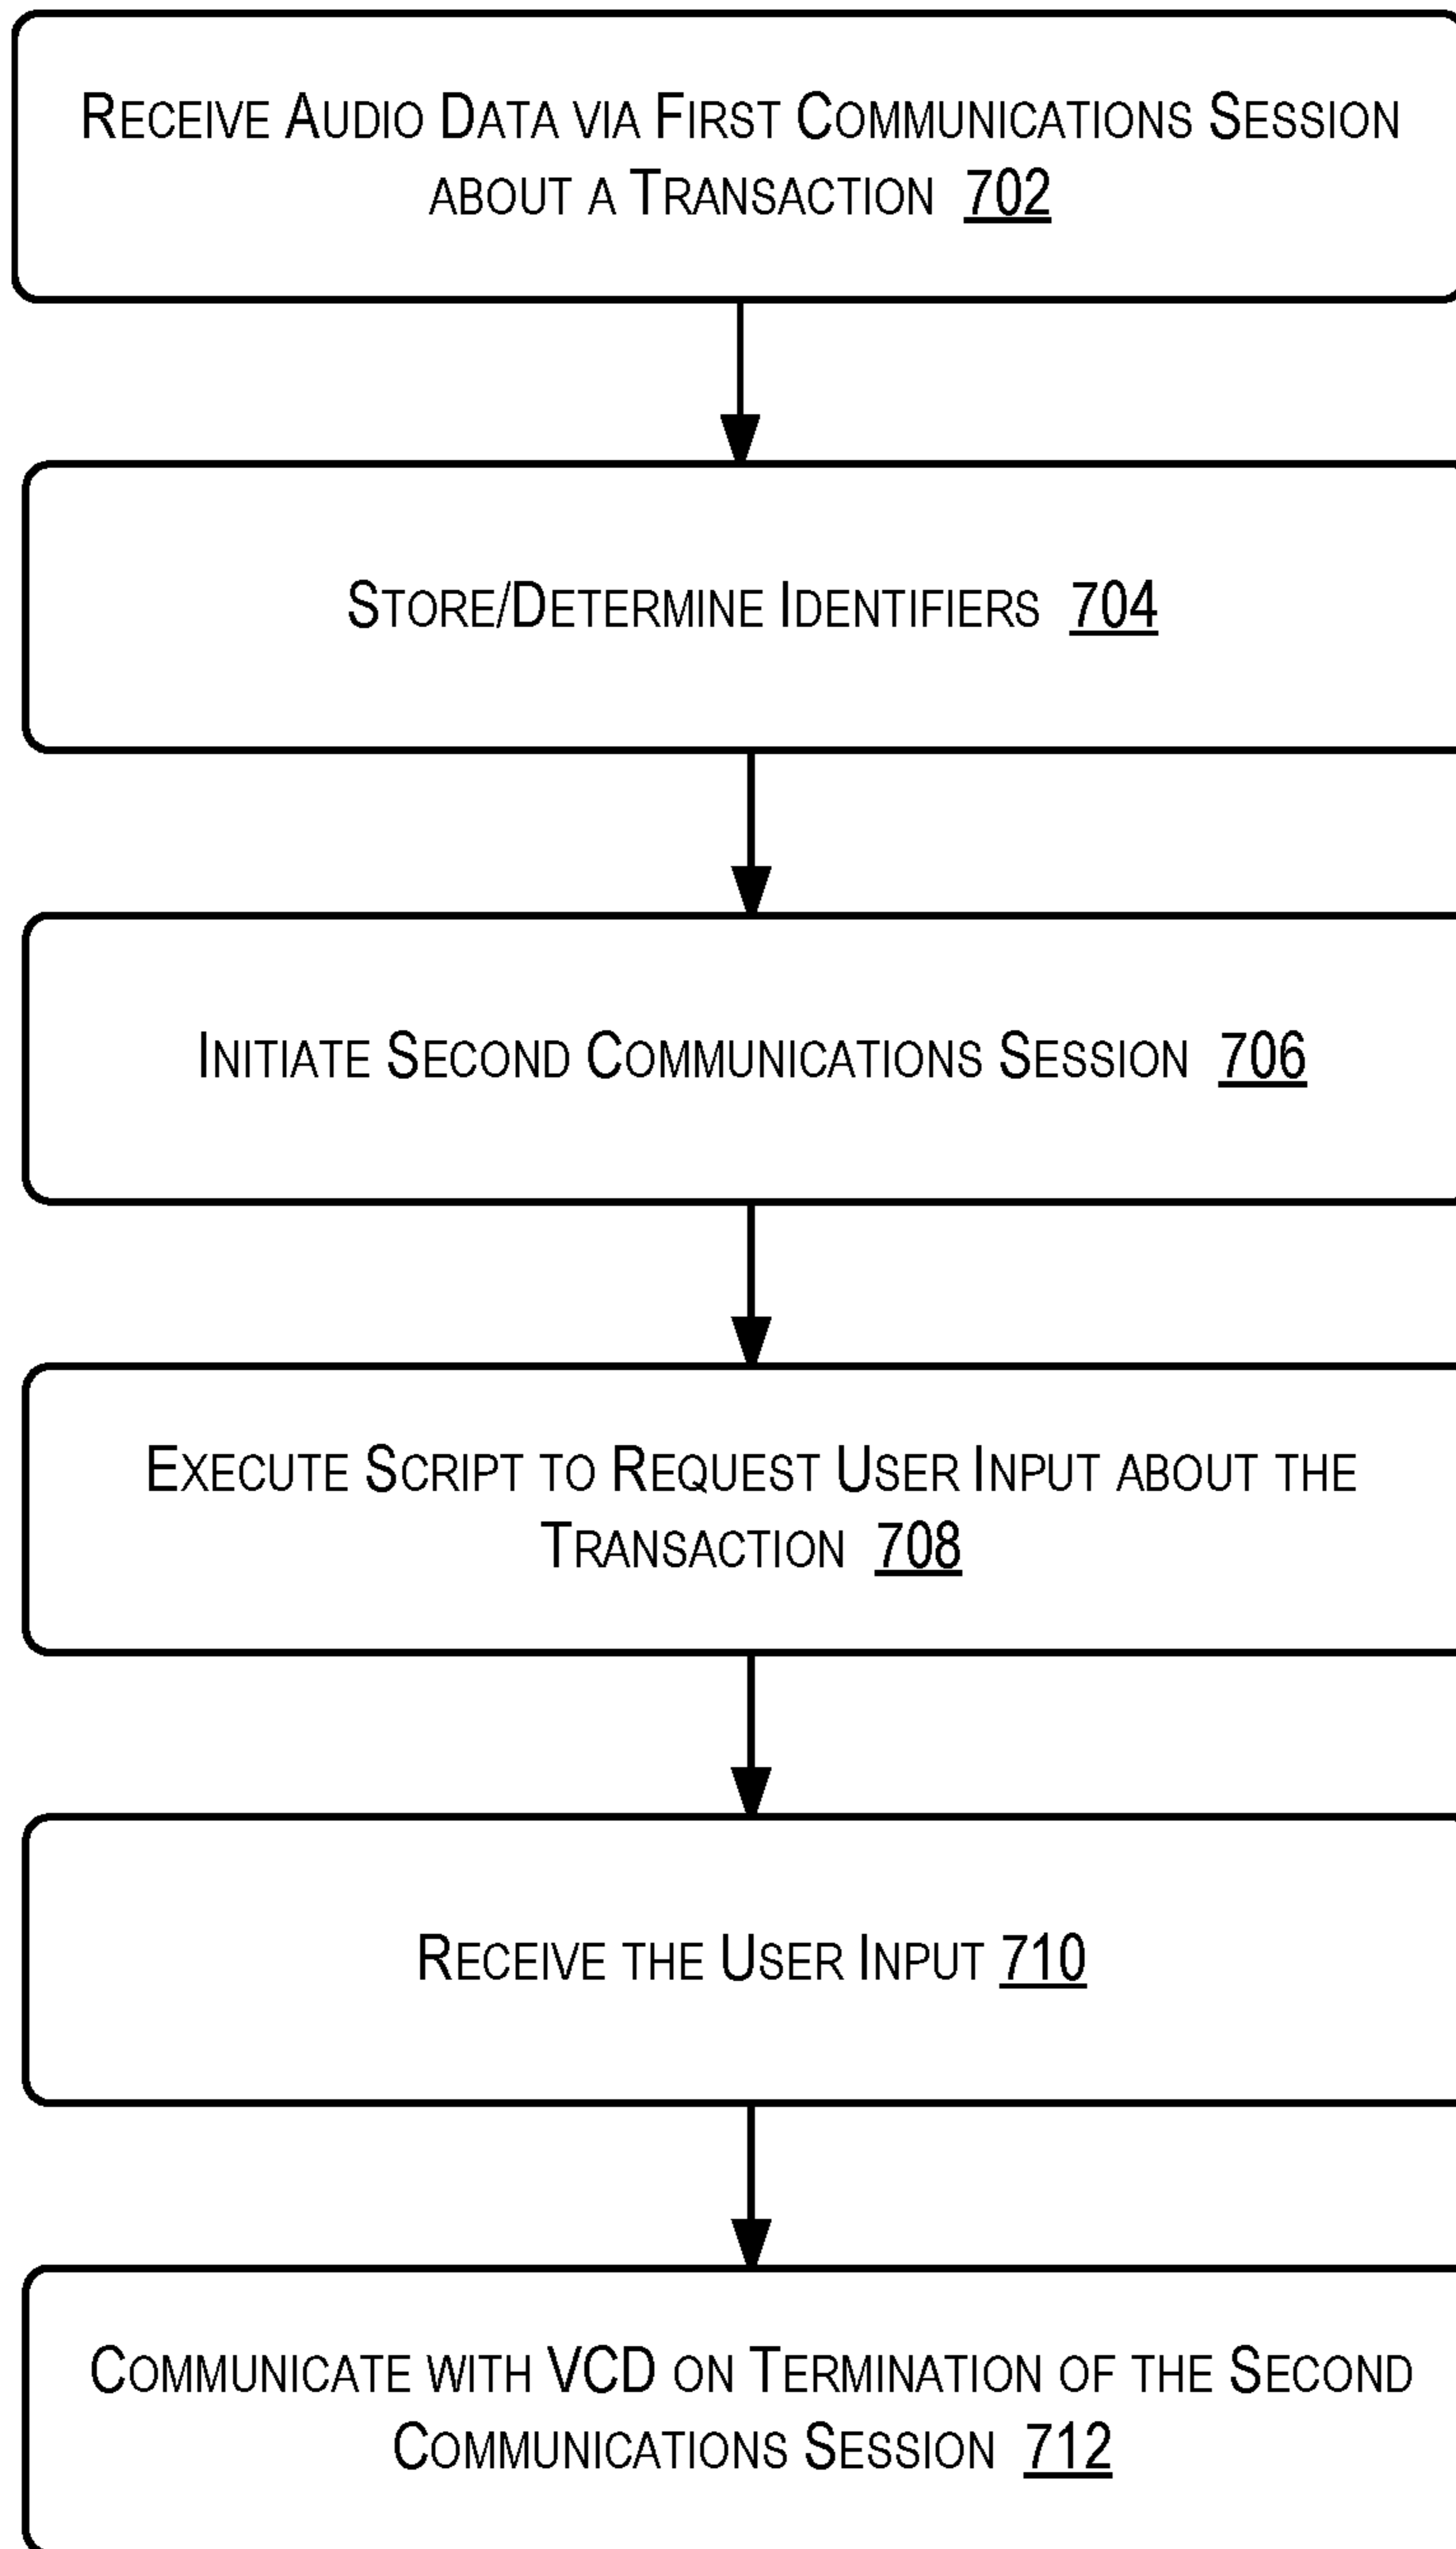 RECEIVE AUDIO DATA VIA FIRST COMMUNICATIONS SESSION
ABOUT A TRANSACTION 702
STORE/DETERMINE IDENTIFIERS 704
INITIATE SECOND COMMUNICATIONS SESSION 706
EXECUTE SCRIPT TO REQUEST USER INPUT ABOUT THE
TRANSACTION 708
RECEIVE THE USER INPUT 710
COMMUNICATE WITH VCD ON TERMINATION OF THE SECOND
COMMUNICATIONS SESSION 712